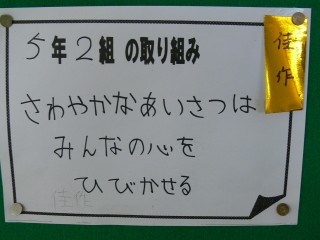 5年2組の取り組み
佳作
さわやかなあいさつは
みんなの心を
ひびかせる
佳作